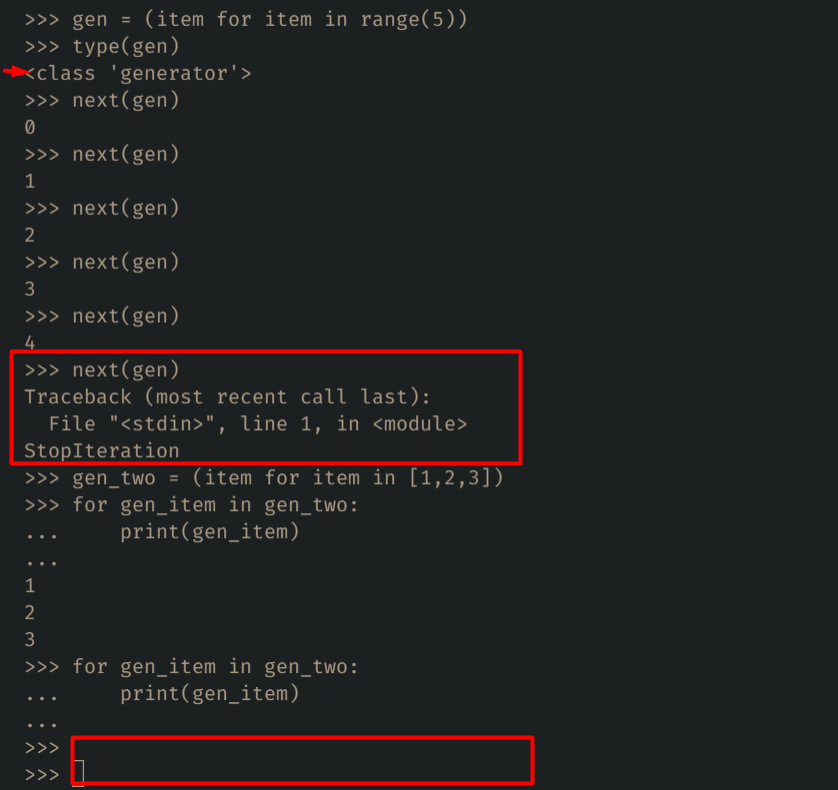 >>> gen = (item for item in range(5))
>>> type(gen)
<class 'generator'>
>>> next(gen)
0
>>> next(gen)
1
>>> next(gen)
2
>>> next(gen)
3
>>> next(gen)
4
>>> next(gen)
Traceback (most recent call last):
  File "<stdin>", line 1, in <module>
StopIteration
>>> gen_two = (item for item in [1,2,3])
>>> for gen_item in gen_two:
...     print(gen_item)
...
1
2
3
>>> for gen_item in gen_two:
...     print(gen_item)
...
>>>
>>>